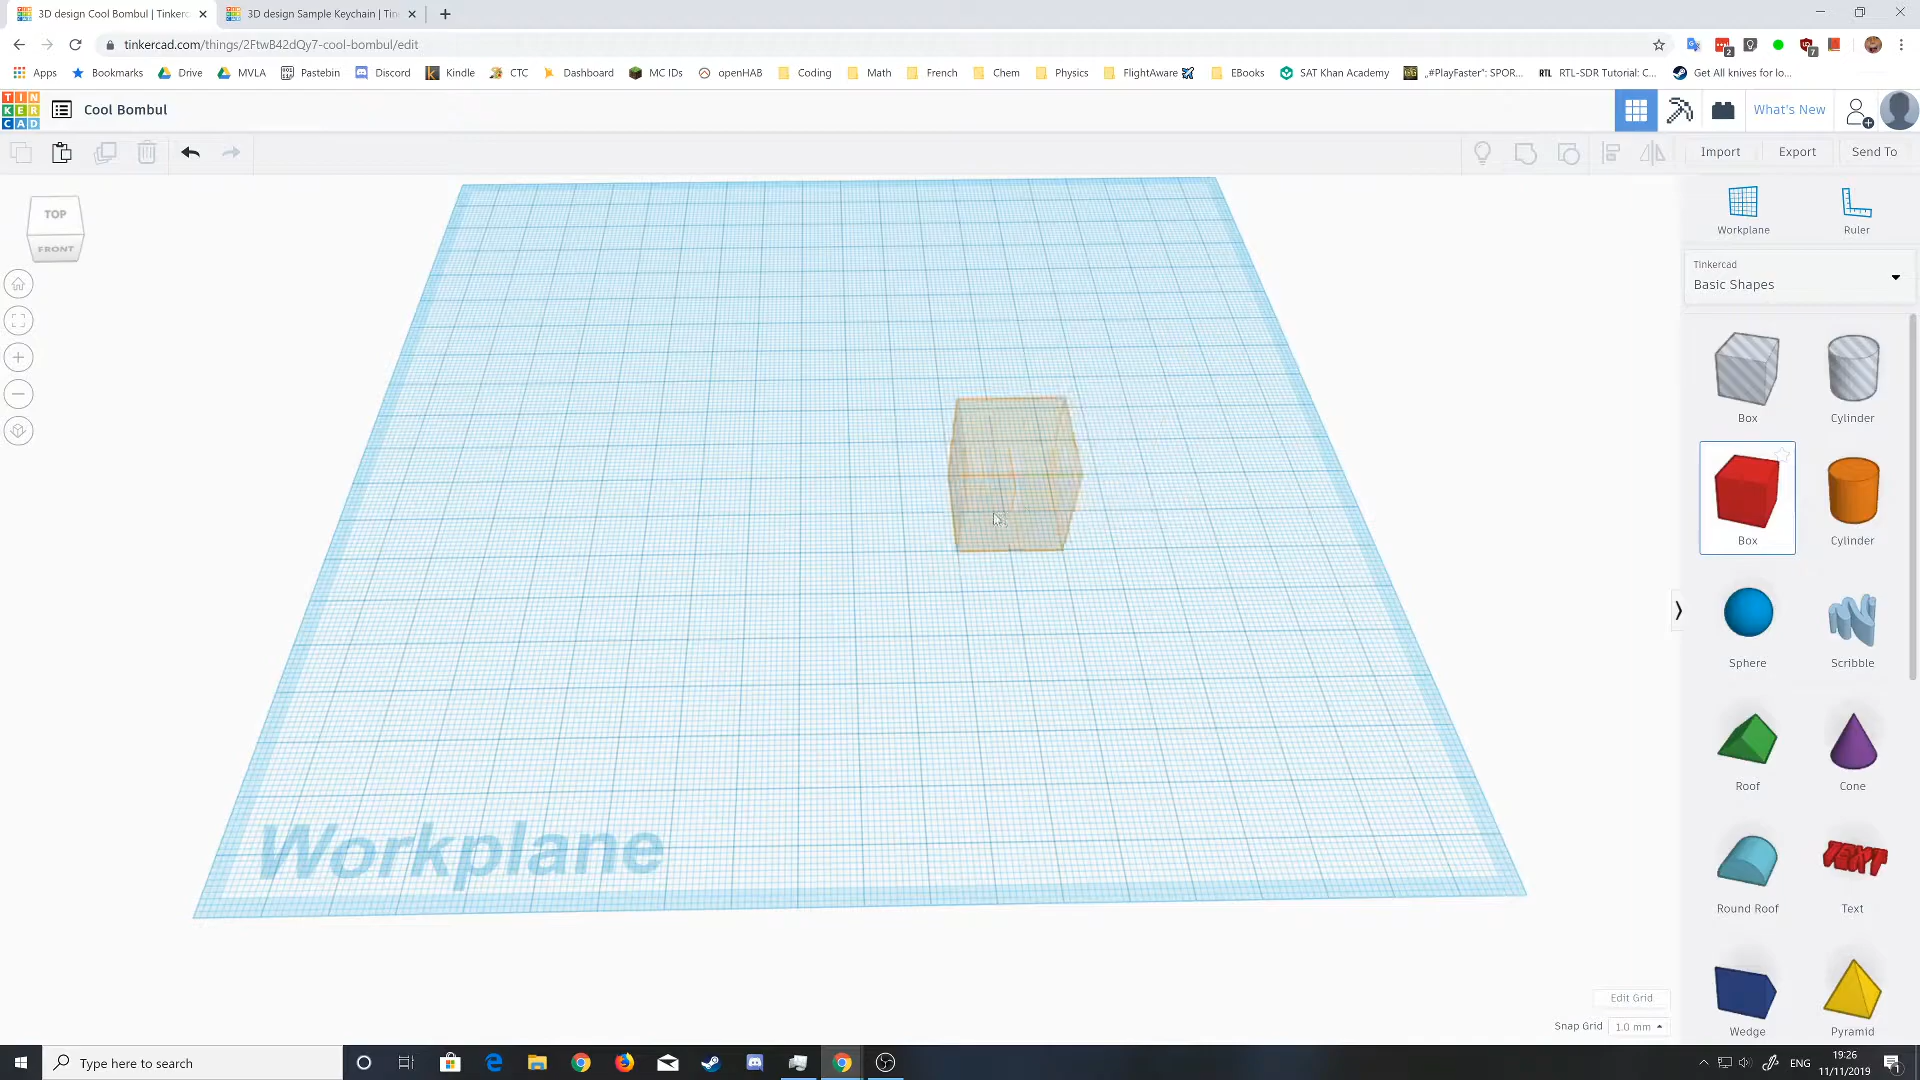 3D design Cool Bombul | Tinkerc
3D design Sample Keychain | Tin
tinkercad.com/things/2FtwB42dQy7-cool-bombul/edit
2
7
Apps
Bookmarks
Drive
MVLA
Pastebin
Discord
Kindle
CTC
Dashboard
MC IDs
openHAB
Coding
Math
French
Chem
Physics
FlightAware
EBooks
SAT Khan Academy
„#PlayFaster": SPOR...
RTL
RTL-SDR Tutorial: C...
Get All knives for lo...
TIN
KER
CAD
Cool Bombul
What's New
Import
Export
Send To
TOP
FRONT
Workplane
Ruler
Tinkercad
Basic Shapes
Box
Cylinder
Box
Cylinder
Sphere
Scribble
Roof
Cone
TEXT
Round Roof
Text
Wedge
Pyramid
Workplane
Edit Grid
Snap Grid 1.0 mm
Type here to search
ENG
19:26
11/11/2019
1